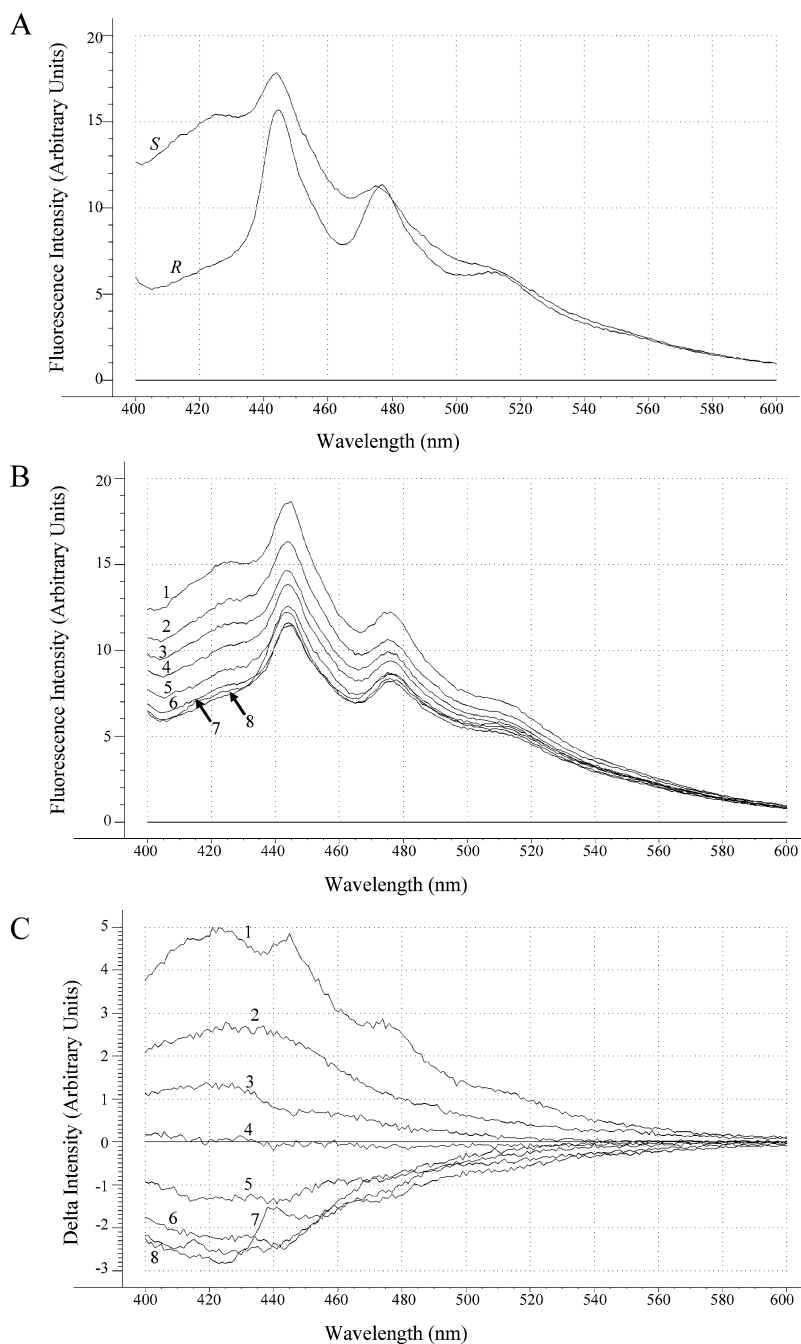 A
Fluorescence Intensity (Arbitrary Units)
20
15
10
5
0
S
R
400 420 440 460 480 500 520 540 560 580 600
Wavelength (nm)
B
Fluorescence Intensity (Arbitrary Units)
20
15
10
5
0
1
2
3
4
5
6
7
8
400 420 440 460 480 500 520 540 560 580 600
Wavelength (nm)
C
Delta Intensity (Arbitrary Units)
5
4
3
2
1
0
-1
-2
-3
1
2
3
4
5
6
7
8
400 420 440 460 480 500 520 540 560 580 600
Wavelength (nm)